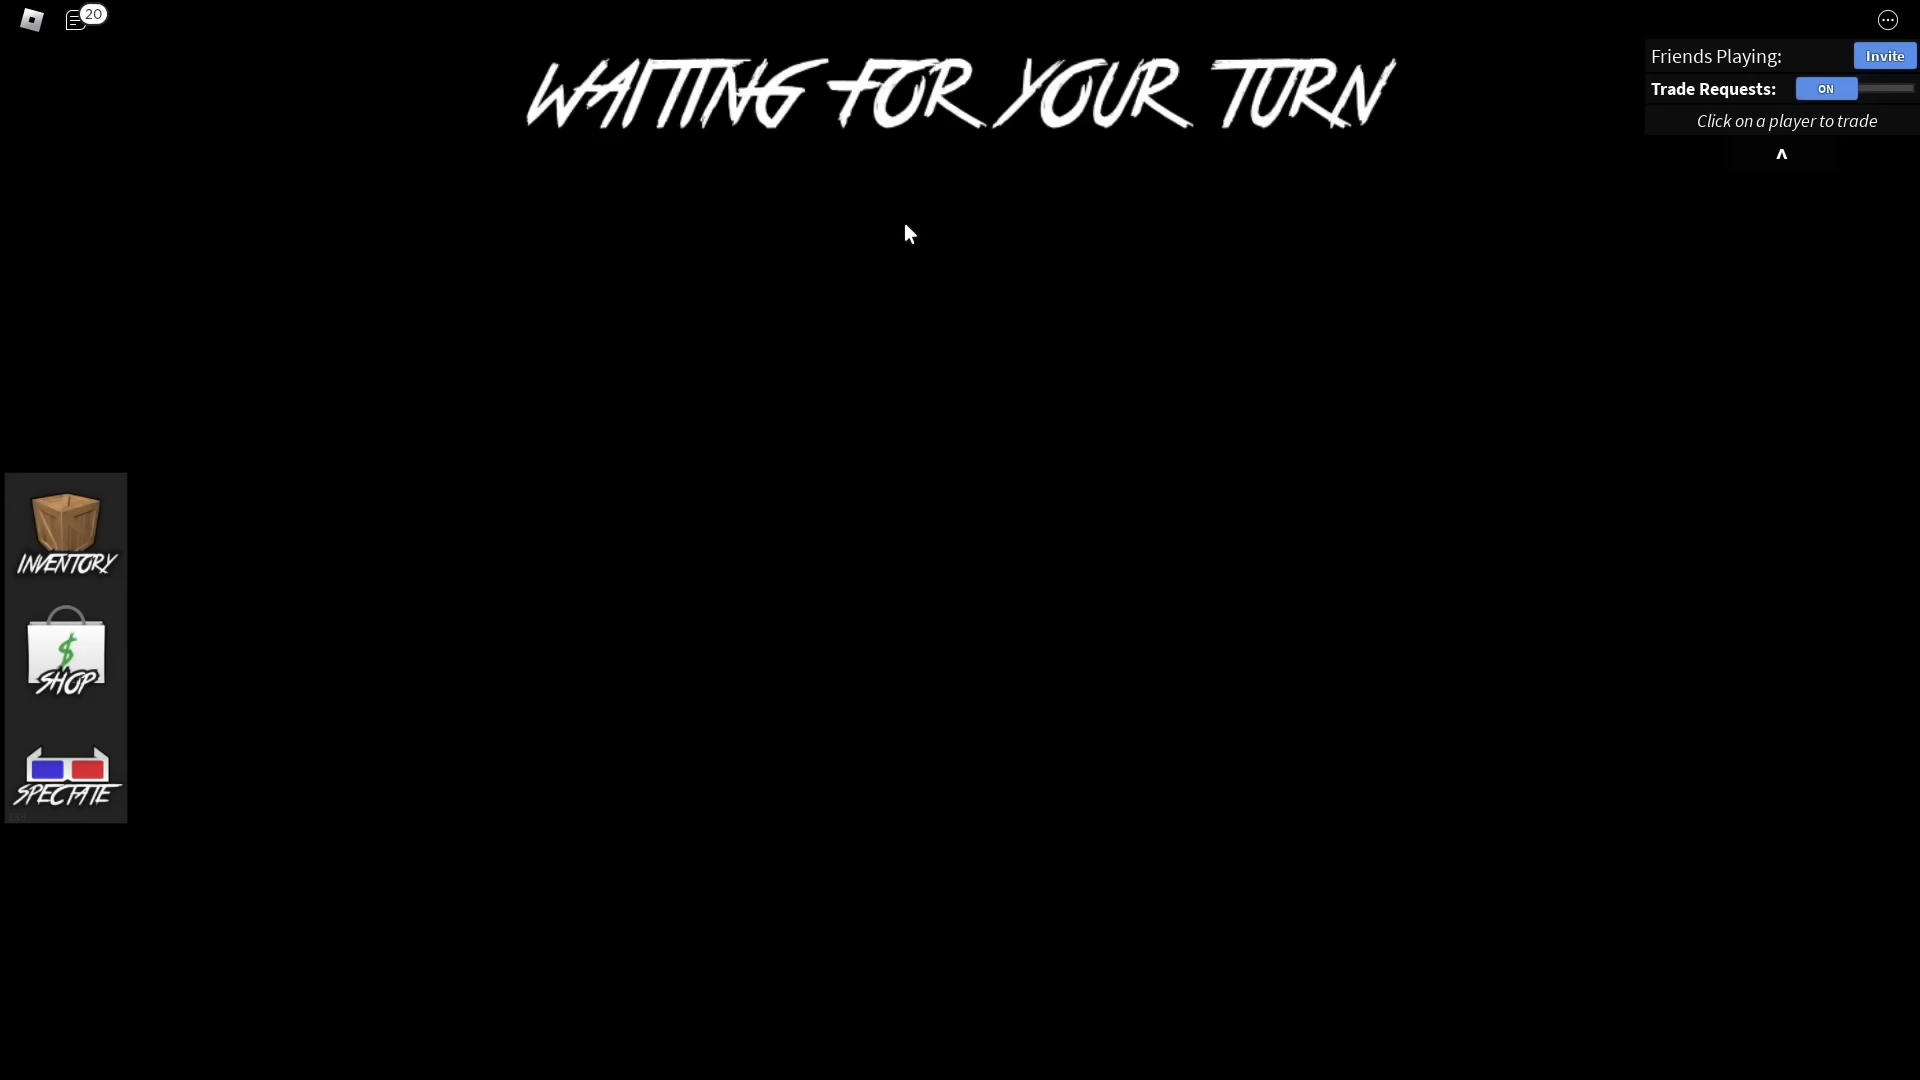 20
WAITING FOR YOUR TURN
Friends Playing:
Invite
Trade Requests:
ON
Click on a player to trade
INVENTORY
$
SHOP
SPECTATE